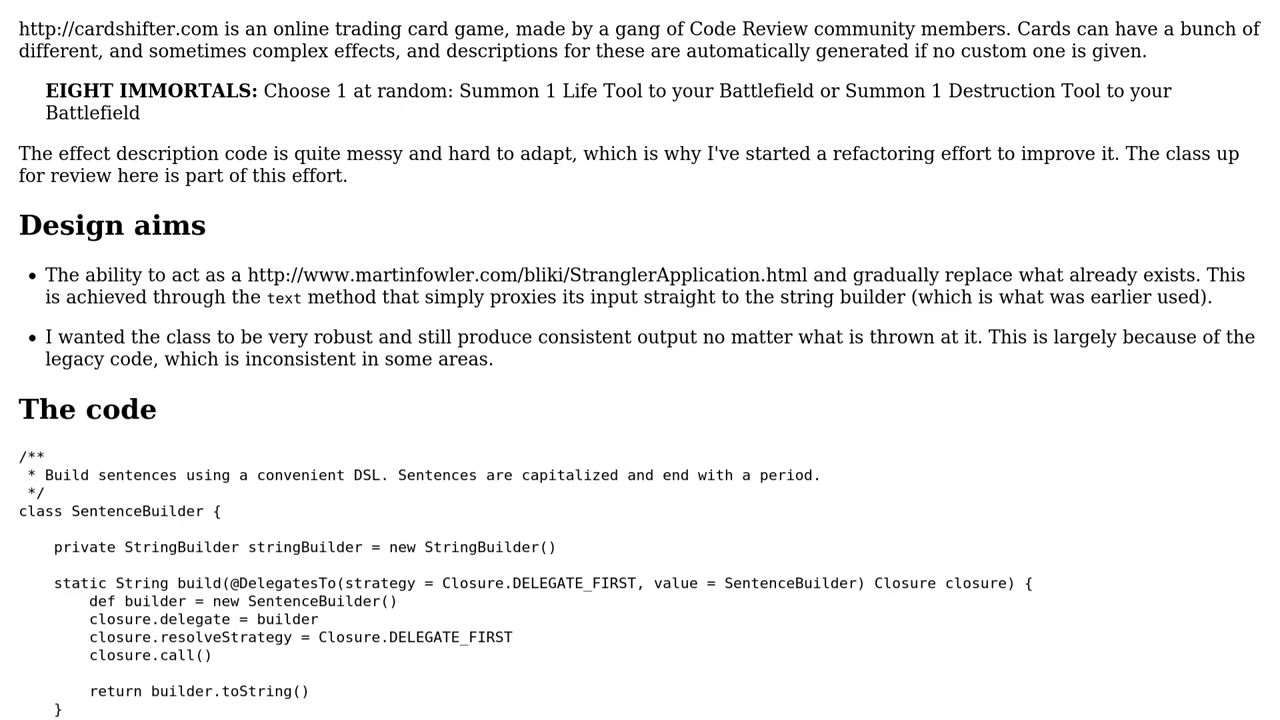 http://cardshifter.com is an online trading card game, made by a gang of Code Review community members. Cards can have a bunch of
different, and sometimes complex effects, and descriptions for these are automatically generated if no custom one is given.
EIGHT IMMORTALS: Choose 1 at random: Summon 1 Life Tool to your Battlefield or Summon 1 Destruction Tool to your
Battlefield
The effect description code is quite messy and hard to adapt, which is why I've started a refactoring effort to improve it. The class up
for review here is part of this effort.
Design aims
• The ability to act as a http://www.martinfowler.com/bliki/StranglerApplication.html and gradually replace what already exists. This
is achieved through the text method that simply proxies its input straight to the string builder (which is what was earlier used).
• I wanted the class to be very robust and still produce consistent output no matter what is thrown at it. This is largely because of the
legacy code, which is inconsistent in some areas.
The code
/**
 * Build sentences using a convenient DSL. Sentences are capitalized and end with a period.
 */
class SentenceBuilder {
    private StringBuilder stringBuilder = new StringBuilder()
    static String build(@DelegatesTo(strategy = Closure.DELEGATE_FIRST, value = SentenceBuilder) Closure closure) {
        def builder = new SentenceBuilder()
        closure.delegate = builder
        closure.resolveStrategy = Closure.DELEGATE_FIRST
        closure.call()
        return builder.toString()
    }